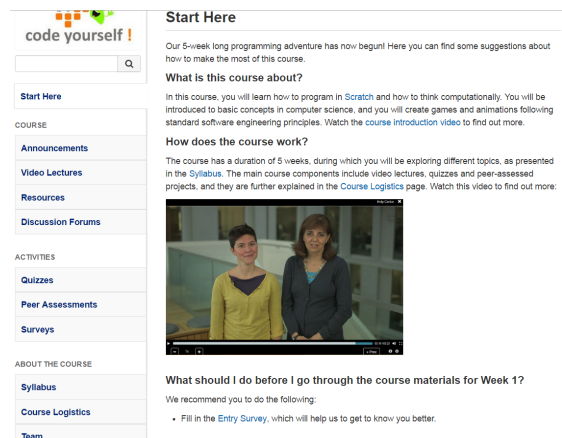 code yourself !
Start Here
COURSE
Announcements
Video Lectures
Resources
Discussion Forums
ACTIVITIES
Quizzes
Peer Assessments
Surveys
ABOUT THE COURSE
Syllabus
Course Logistics
Team
Start Here
Our 5-week long programming adventure has now begun! Here you can find some suggestions about
how to make the most of this course.
What is this course about?
In this course, you will learn how to program in Scratch and how to think computationally. You will be
introduced to basic concepts in computer science, and you will create games and animations following
standard software engineering principles. Watch the course introduction video to find out more.
How does the course work?
The course has a duration of 5 weeks, during which you will be exploring different topics, as presented
in the Syllabus. The main course components include video lectures, quizzes and peer-assessed
projects, and they are further explained in the Course Logistics page. Watch this video to find out more:
Help Center
What should I do before I go through the course materials for Week 1?
We recommend you to do the following:
• Fill in the Entry Survey, which will help us to get to know you better.